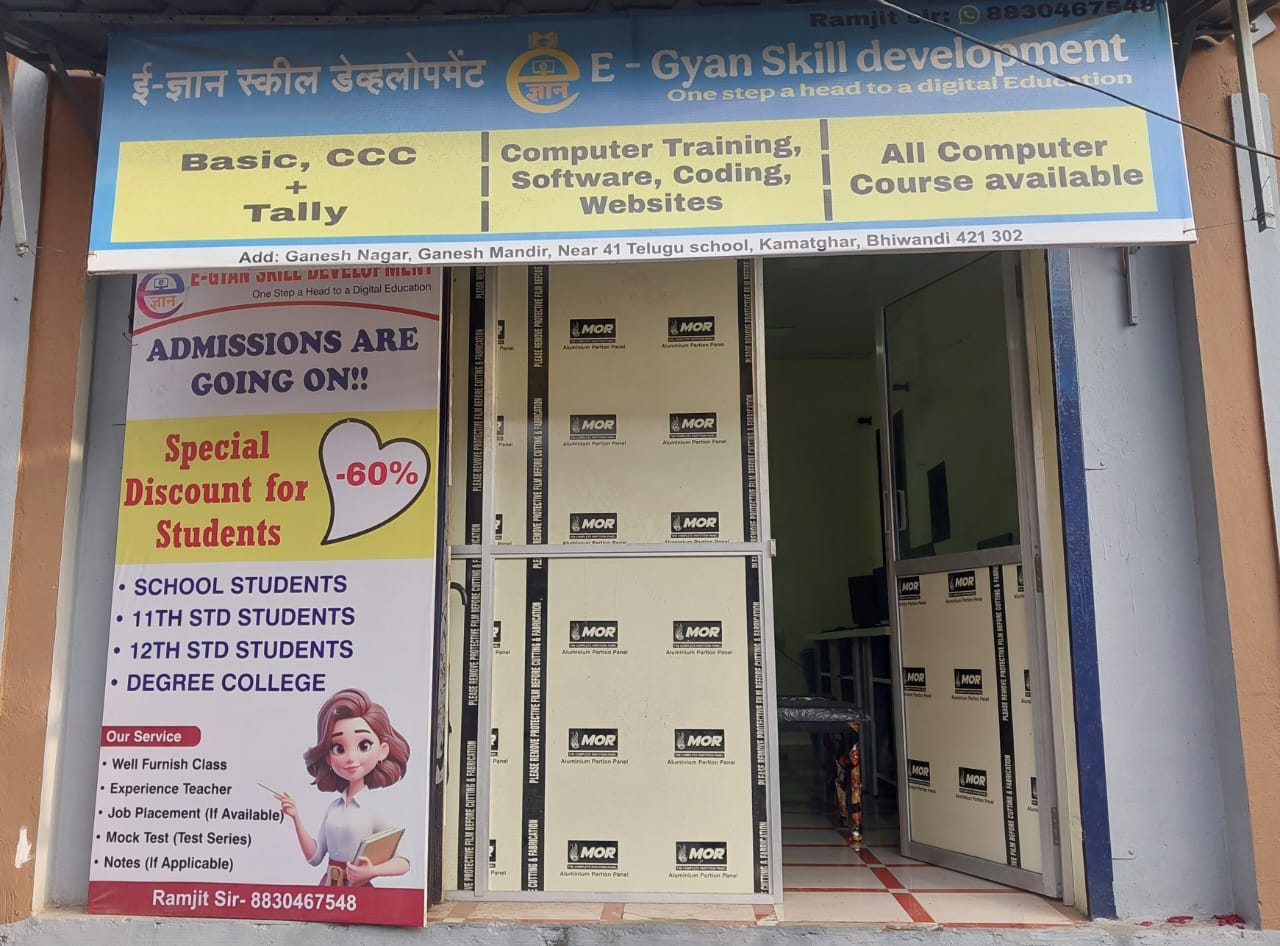 Ramjit sir: 8830467548
ई-ज्ञान स्कील डेव्हलोपमेंट
ज्ञान
E - Gyan Skill development
One step a head to a digital Education
Basic, CCC
+
Tally
Computer Training,
Software, Coding,
Websites
All Computer
Course available
Add: Ganesh Nagar, Ganesh Mandir, Near 41 Telugu school, Kamatghar, Bhiwandi 421 302
ज्ञान
E-GYAN SKILL DEVELOPMENT
One Step a Head to a Digital Education
ADMISSIONS ARE
GOING ON!!
Special
Discount for
Students
-60%
• SCHOOL STUDENTS
• 11TH STD STUDENTS
• 12TH STD STUDENTS
• DEGREE COLLEGE
Our Service
• Well Furnish Class
• Experience Teacher
• Job Placement (If Available)
• Mock Test (Test Series)
• Notes (If Applicable)
Ramjit Sir- 8830467548
MOR
Aluminium Partion Panel
PLEASE REMOVE PROTECTIVE FILM BEFORE CUTTING & FABRICATION